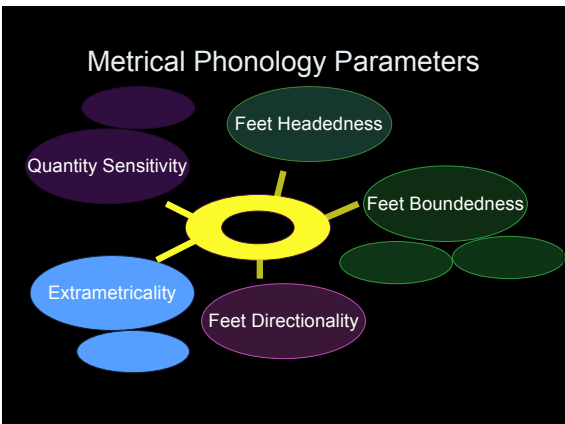 Metrical Phonology Parameters
Feet Headedness
Quantity Sensitivity
Feet Boundedness
Extrametricality
Feet Directionality